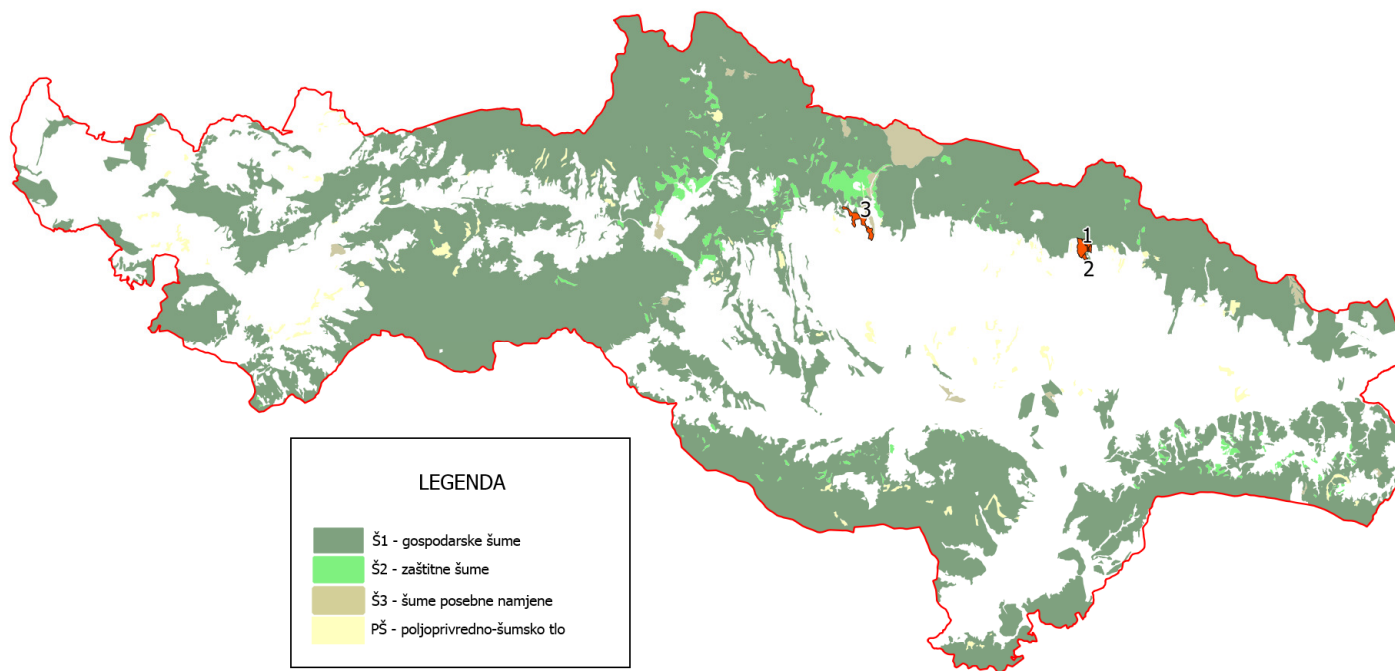 3
1
2
LEGENDA
Š1 - gospodarske šume
Š2 - zaštitne šume
Š3 - šume posebne namjene
PŠ - poljoprivredno-šumsko tlo